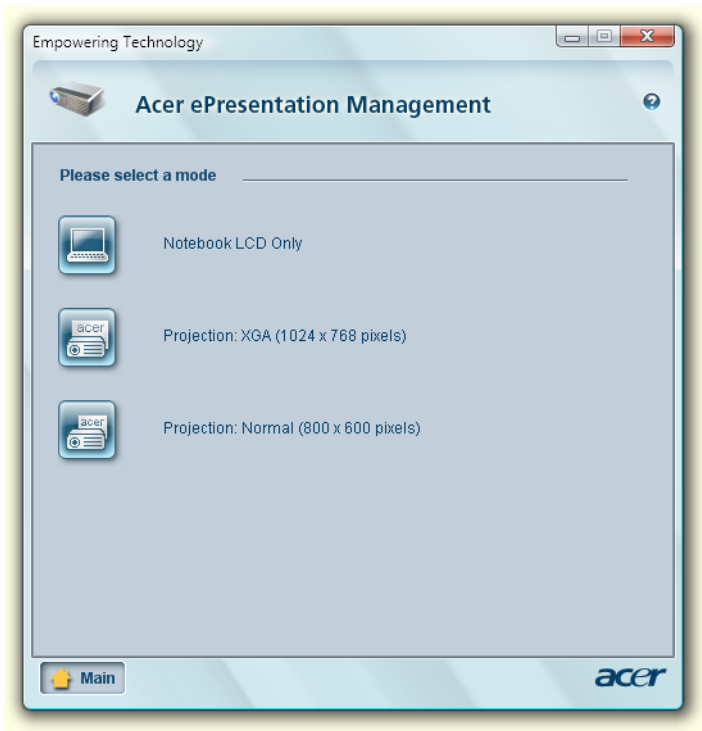 Empowering Technology
Acer ePresentation Management
Please select a mode
Notebook LCD Only
acer
Projection: XGA (1024 x 768 pixels)
acer
Projection: Normal (800 x 600 pixels)
Main
acer